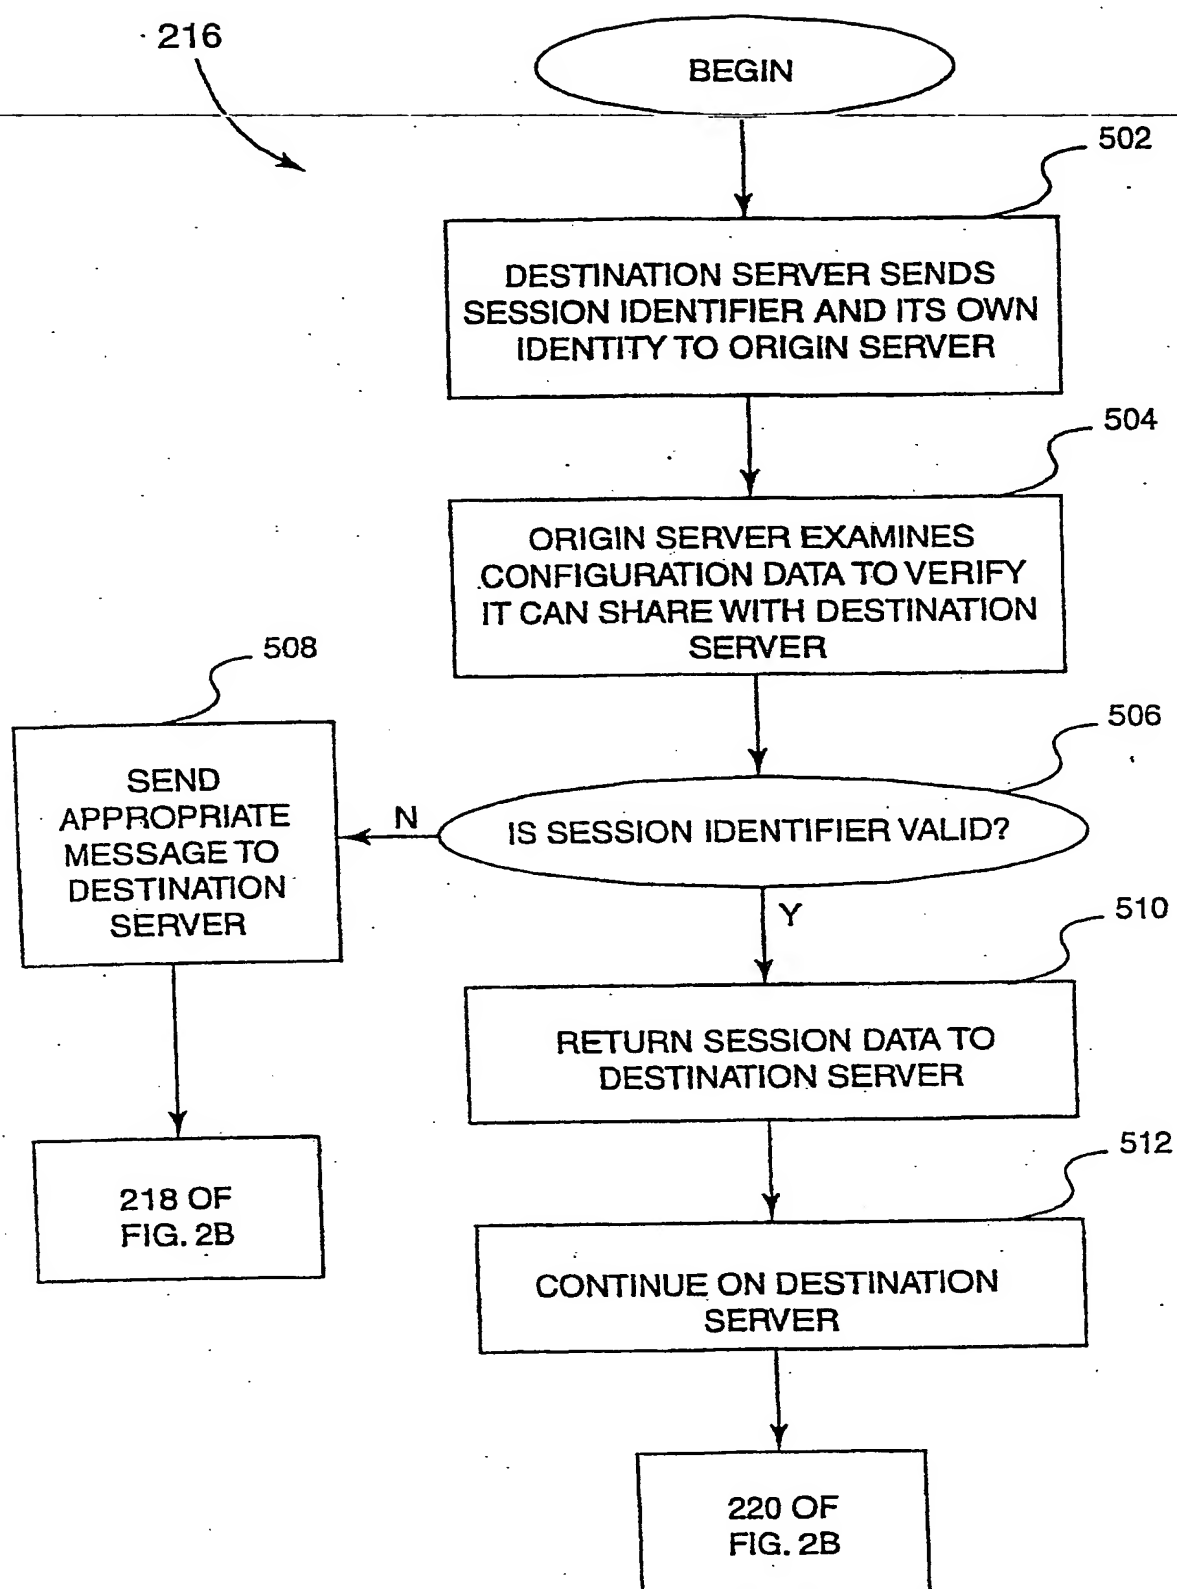 216
BEGIN
502
DESTINATION SERVER SENDS
SESSION IDENTIFIER AND ITS OWN
IDENTITY TO ORIGIN SERVER
504
ORIGIN SERVER EXAMINES
CONFIGURATION DATA TO VERIFY
IT CAN SHARE WITH DESTINATION
SERVER
508
SEND
APPROPRIATE
MESSAGE TO
DESTINATION
SERVER
506
N
IS SESSION IDENTIFIER VALID?
Y
510
RETURN SESSION DATA TO
DESTINATION SERVER
218 OF
FIG. 2B
512
CONTINUE ON DESTINATION
SERVER
220 OF
FIG. 2B